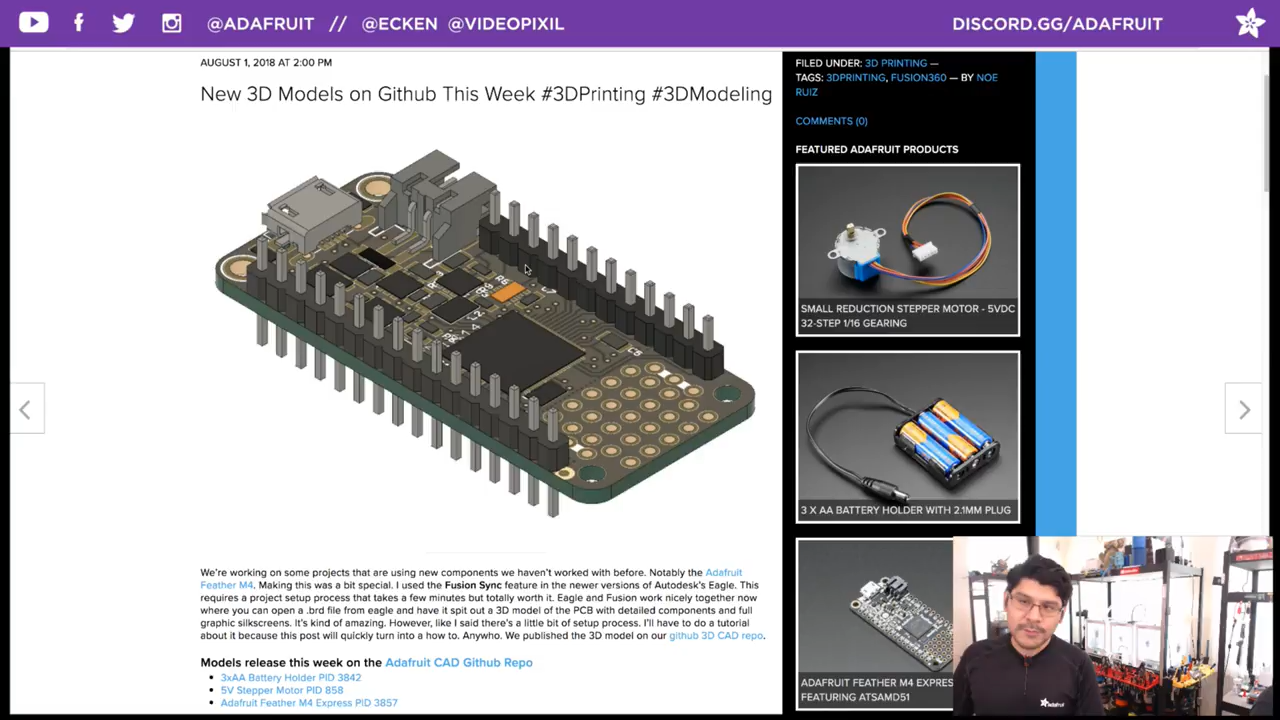 @ADAFRUIT // @ECKEN @VIDEOPIXIL
DISCORD.GG/ADAFRUIT
AUGUST 1, 2018 AT 2:00 PM
New 3D Models on Github This Week #3DPrinting #3DModeling
We're working on some projects that are using new components we haven't worked with before. Notably the Adafruit
Feather M4. Making this was a bit special. I used the Fusion Sync feature in the newer versions of Autodesk's Eagle. This
requires a project setup process that takes a few minutes but totally worth it. Eagle and Fusion work nicely together now
where you can open a .brd file from eagle and have it spit out a 3D model of the PCB with detailed components and full
graphic silkscreens. It's kind of amazing. However, like I said there's a little bit of setup process. I'll have to do a tutorial
about it because this post will quickly turn into a how to. Anywho. We published the 3D model on our github 3D CAD repo.
Models release this week on the Adafruit CAD Github Repo
3xAA Battery Holder PID 3842
5V Stepper Motor PID 858
Adafruit Feather M4 Express PID 3857
FILED UNDER: 3D PRINTING —
TAGS: 3DPRINTING, FUSION360 — BY NOE
RUIZ
COMMENTS (0)
FEATURED ADAFRUIT PRODUCTS
SMALL REDUCTION STEPPER MOTOR - 5VDC
32-STEP 1/16 GEARING
3 X AA BATTERY HOLDER WITH 2.1MM PLUG
ADAFRUIT FEATHER M4 EXPRES
FEATURING ATSAMD51
adafruit